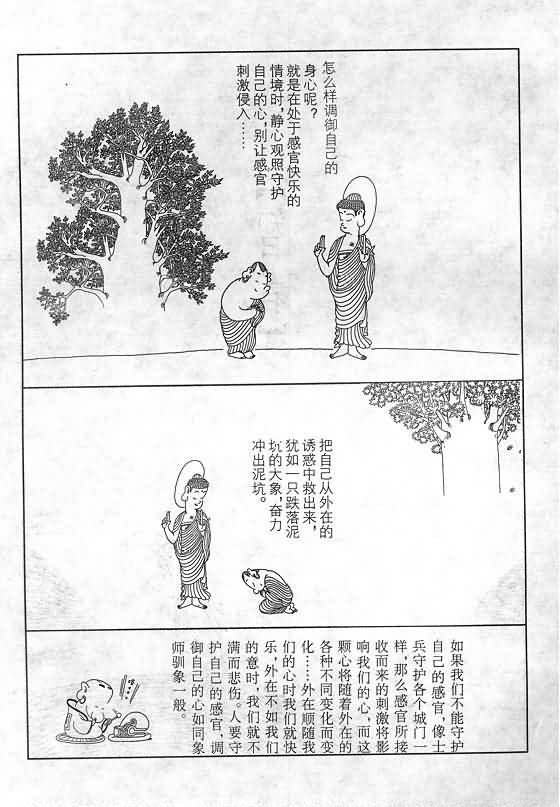 怎么样调御自己的
身心呢？
就是在处于感官快乐的
情境时，静心观照守护
自己的心，别让感官
刺激侵入……
把自己从外在的
诱惑中救出来，
犹如一只跌落泥
坑的大象，奋力
冲出泥坑。
如果我们不能守护
自己的感官，像士
兵守护各个城门一
样，那么感官所接
收而来的刺激将影
响我们的心，而这
颗心将随着外在的
各种不同变化而变
化……外在顺随我
们的心时我们就快
乐，外在不如我们
的意时，我们就不
满而悲伤。人要守
护自己的感官，调
御自己的心如同象
师驯象一般。